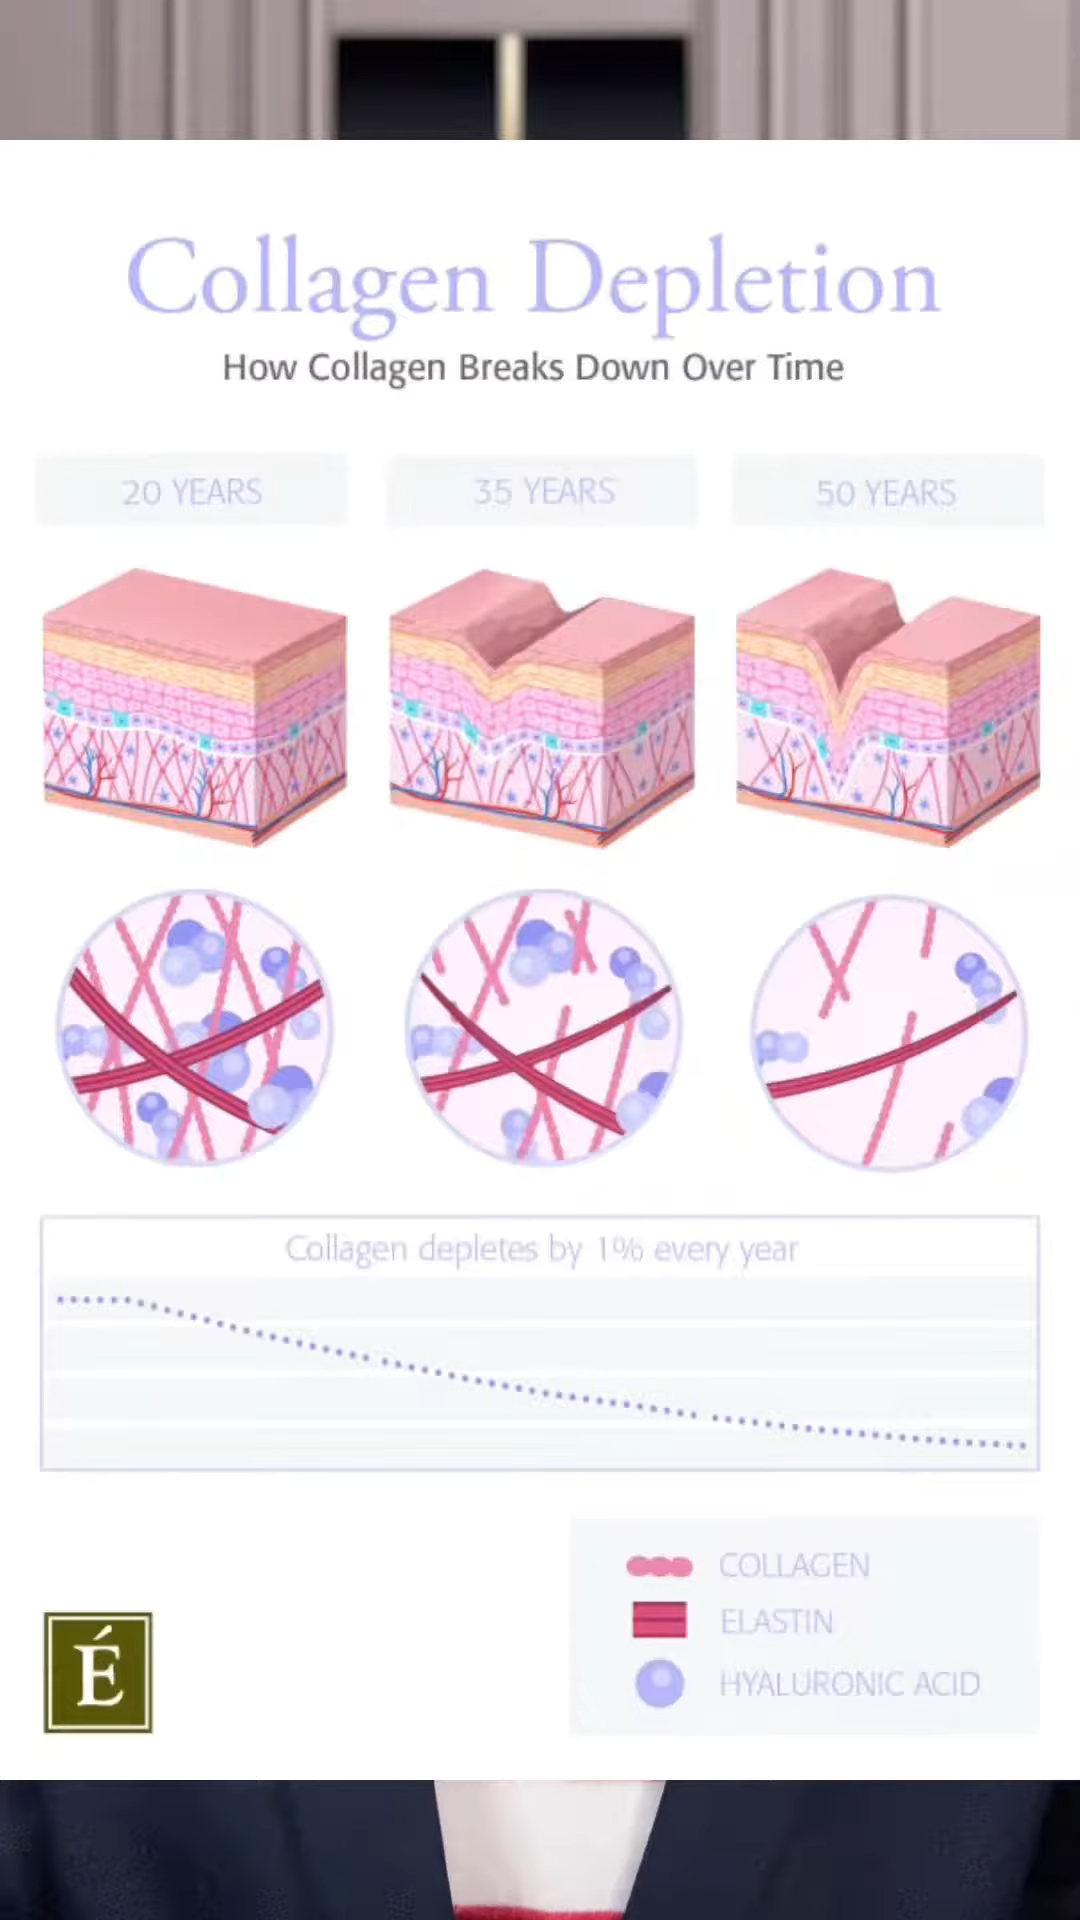 Collagen Depletion
How Collagen Breaks Down Over Time
20 YEARS
35 YEARS
50 YEARS
Collagen depletes by 1% every year
COLLAGEN
ELASTIN
HYALURONIC ACID
É